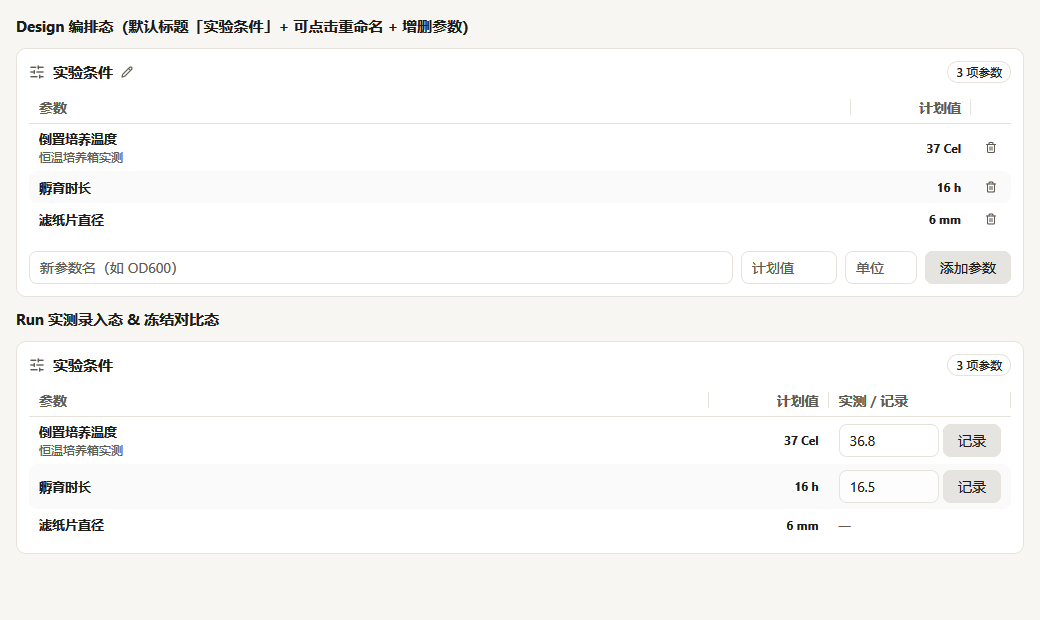 Design 编排态（默认标题「实验条件」+ 可点击重命名 + 增删参数）
实验条件
3 项参数
参数
计划值
倒置培养温度
37 Cel
恒温培养箱实测
孵育时长
16 h
滤纸片直径
6 mm
新参数名（如 OD600）
计划值
单位
添加参数
Run 实测录入态 & 冻结对比态
实验条件
3 项参数
参数
计划值
实测 / 记录
倒置培养温度
37 Cel
36.8
记录
恒温培养箱实测
孵育时长
16 h
16.5
记录
滤纸片直径
6 mm
—